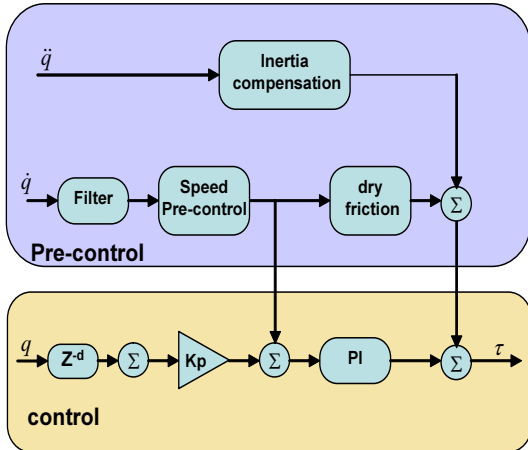 q̈
Inertia
compensation
q̇
Filter
Speed
Pre-control
dry
friction
Σ
Pre-control
q
Z-d
Σ
Kp
Σ
PI
Σ
τ
control